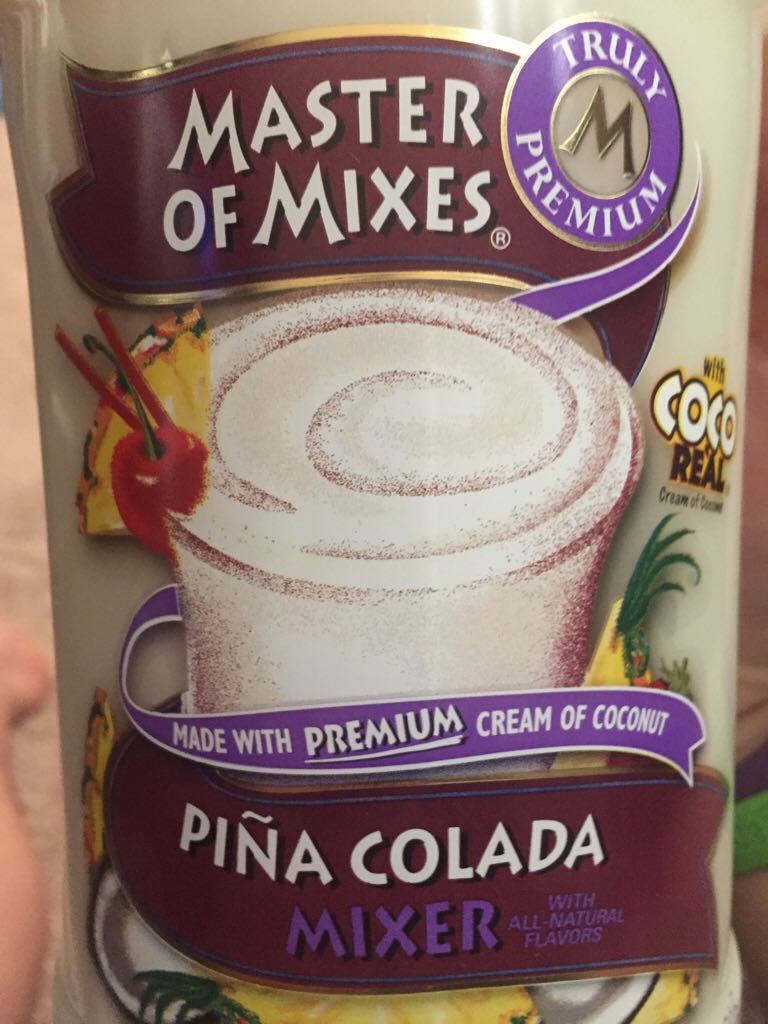 MASTER
OF MIXES®
TRULY
M
PREMIUM
with
COCO
REAL
Cream of Coconut
MADE WITH PREMIUM CREAM OF COCONUT
PIÑA COLADA
MIXER
WITH
ALL-NATURAL
FLAVORS